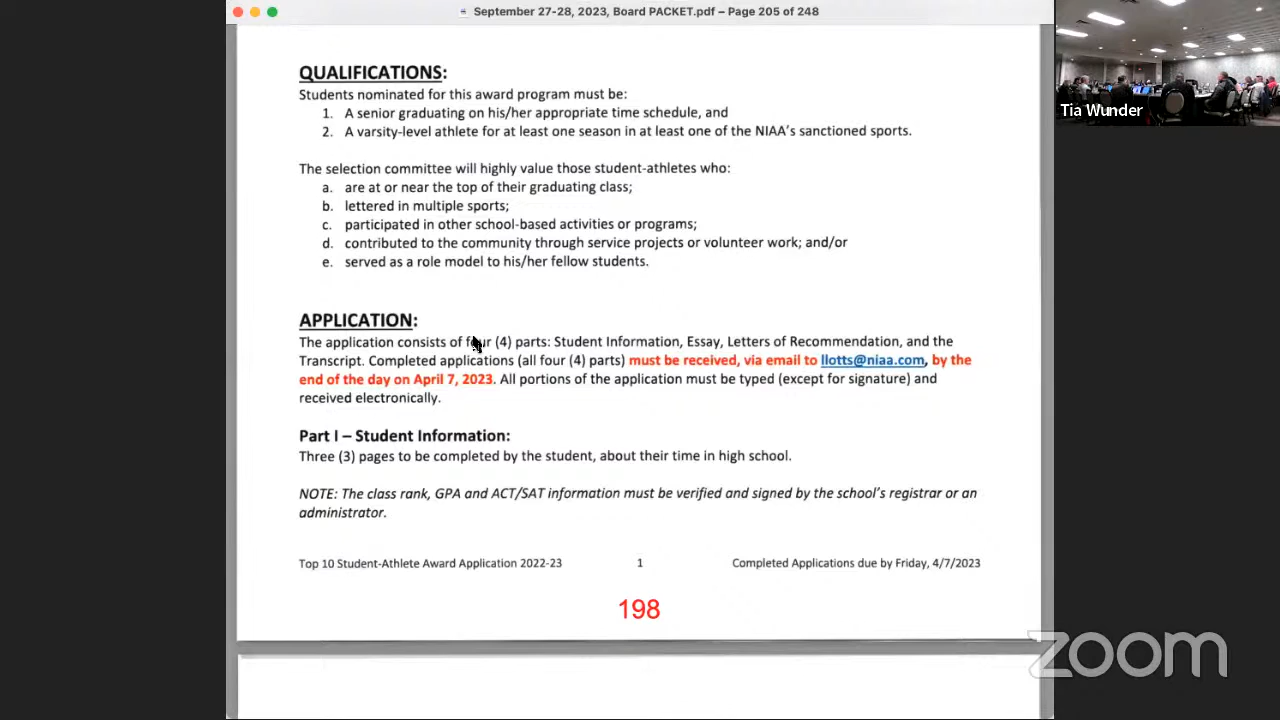 September 27-28, 2023, Board PACKET.pdf – Page 205 of 248
Tia Wunder
QUALIFICATIONS:
Students nominated for this award program must be:
1. A senior graduating on his/her appropriate time schedule, and
2. A varsity-level athlete for at least one season in at least one of the NIAA's sanctioned sports.
The selection committee will highly value those student-athletes who:
a. are at or near the top of their graduating class;
b. lettered in multiple sports;
c. participated in other school-based activities or programs;
d. contributed to the community through service projects or volunteer work; and/or
e. served as a role model to his/her fellow students.
APPLICATION:
The application consists of four (4) parts: Student Information, Essay, Letters of Recommendation, and the
Transcript. Completed applications (all four (4) parts) must be received, via email to llotts@niaa.com, by the
end of the day on April 7, 2023. All portions of the application must be typed (except for signature) and
received electronically.
Part I – Student Information:
Three (3) pages to be completed by the student, about their time in high school.
NOTE: The class rank, GPA and ACT/SAT information must be verified and signed by the school's registrar or an
administrator.
Top 10 Student-Athlete Award Application 2022-23 1 Completed Applications due by Friday, 4/7/2023
198
zoom